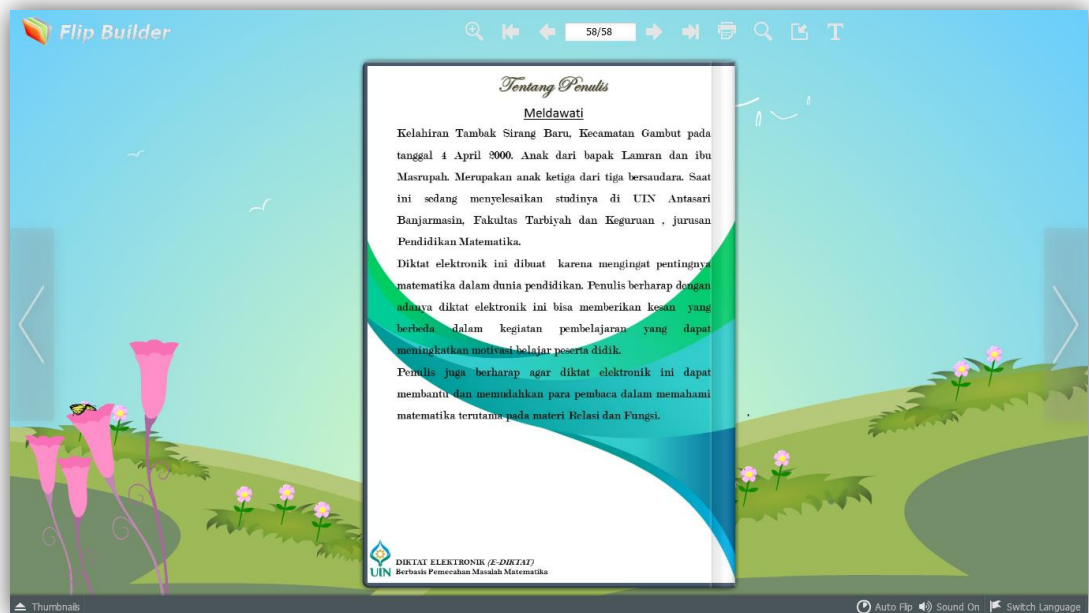 Flip Builder
58/58
T
Tentang Penulis
Meldawati
Kelahiran Tambak Sirang Baru, Kecamatan Gambut pada
tanggal 4 April 2000. Anak dari bapak Lamran dan ibu
Masrupah. Merupakan anak ketiga dari tiga bersaudara. Saat
ini sedang menyelesaikan studinya di UIN Antasari
Banjarmasin, Fakultas Tarbiyah dan Keguruan , jurusan
Pendidikan Matematika.
Diktat elektronik ini dibuat karena mengingat pentingnya
matematika dalam dunia pendidikan. Penulis berharap dengan
adanya diktat elektronik ini bisa memberikan kesan yang
berbeda dalam kegiatan pembelajaran yang dapat
meningkatkan motivasi belajar peserta didik.
Penulis juga berharap agar diktat elektronik ini dapat
membantu dan memudahkan para pembaca dalam memahami
matematika terutama pada materi Relasi dan Fungsi.
UIN
DIKTAT ELEKTRONIK (E-DIKTAT)
Berbasis Pemecahan Masalah Matematika
Thumbnails
Auto Flip
Sound On
Switch Language